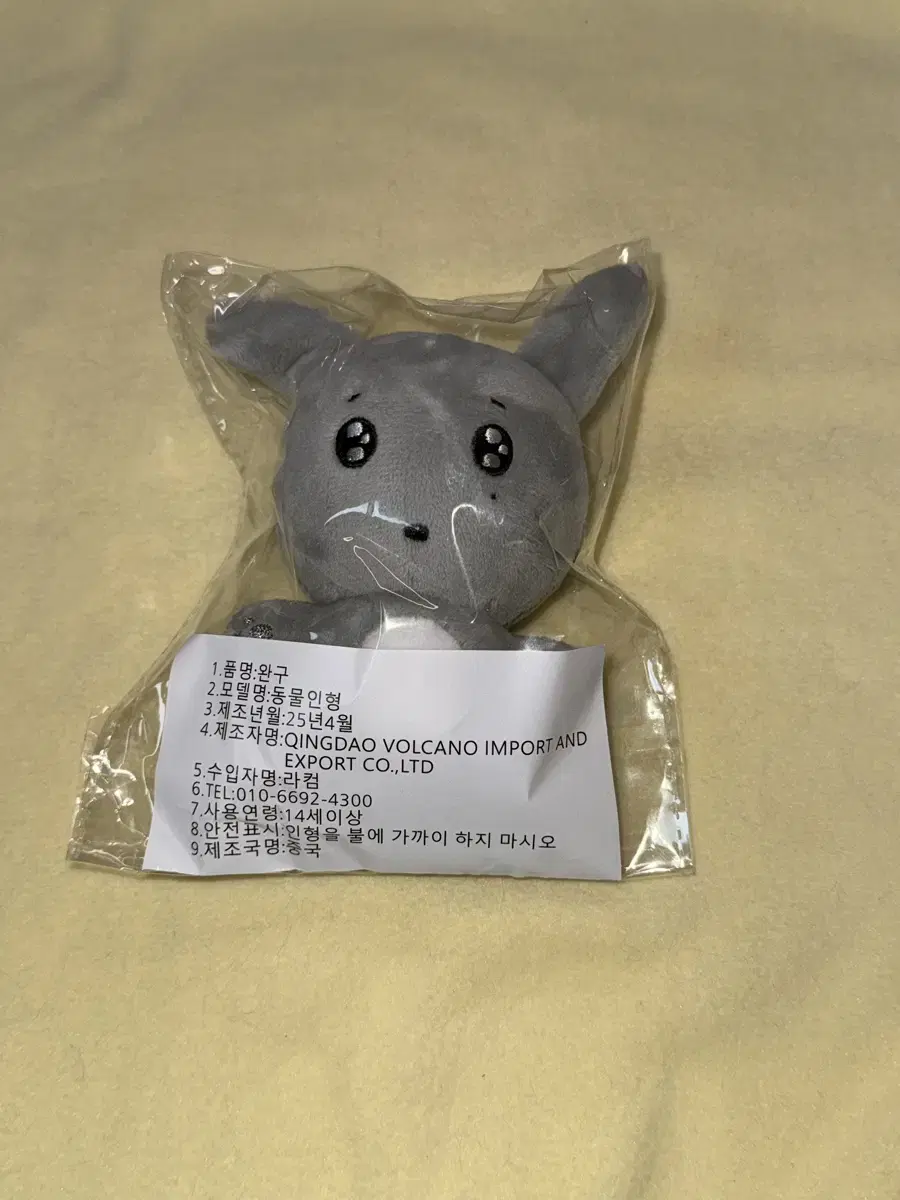 1.품명:완구
2.모델명:동물인형
3.제조년월:25년4월
4.제조자명:QINGDAO VOLCANO IMPORT AND
EXPORT CO.,LTD
5.수입자명:라컴
6.TEL:010-6692-4300
7.사용연령:14세이상
8.안전표시:인형을 불에 가까이 하지 마시오
9.제조국명:중국